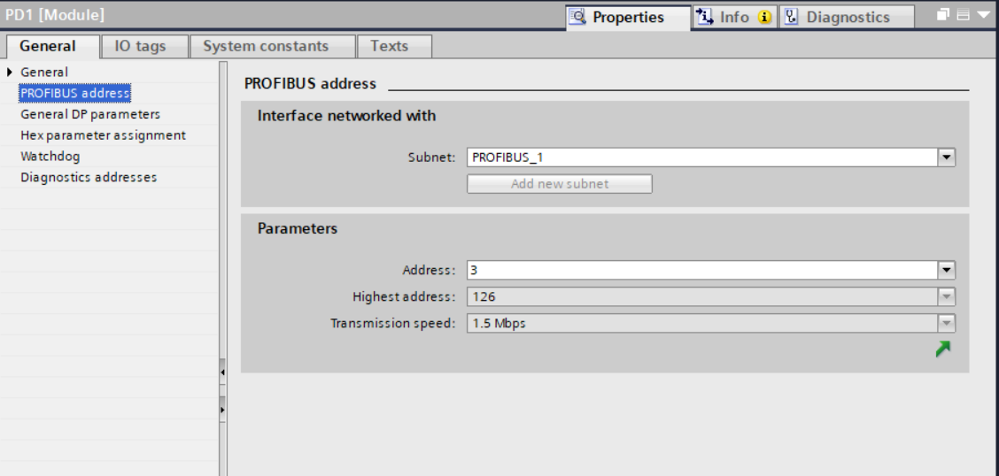 PD1 [Module]
Properties
Info
Diagnostics
General
IO tags
System constants
Texts
General
PROFIBUS address
General DP parameters
Hex parameter assignment
Watchdog
Diagnostics addresses
PROFIBUS address
Interface networked with
Subnet: PROFIBUS_1
Add new subnet
Parameters
Address: 3
Highest address: 126
Transmission speed: 1.5 Mbps